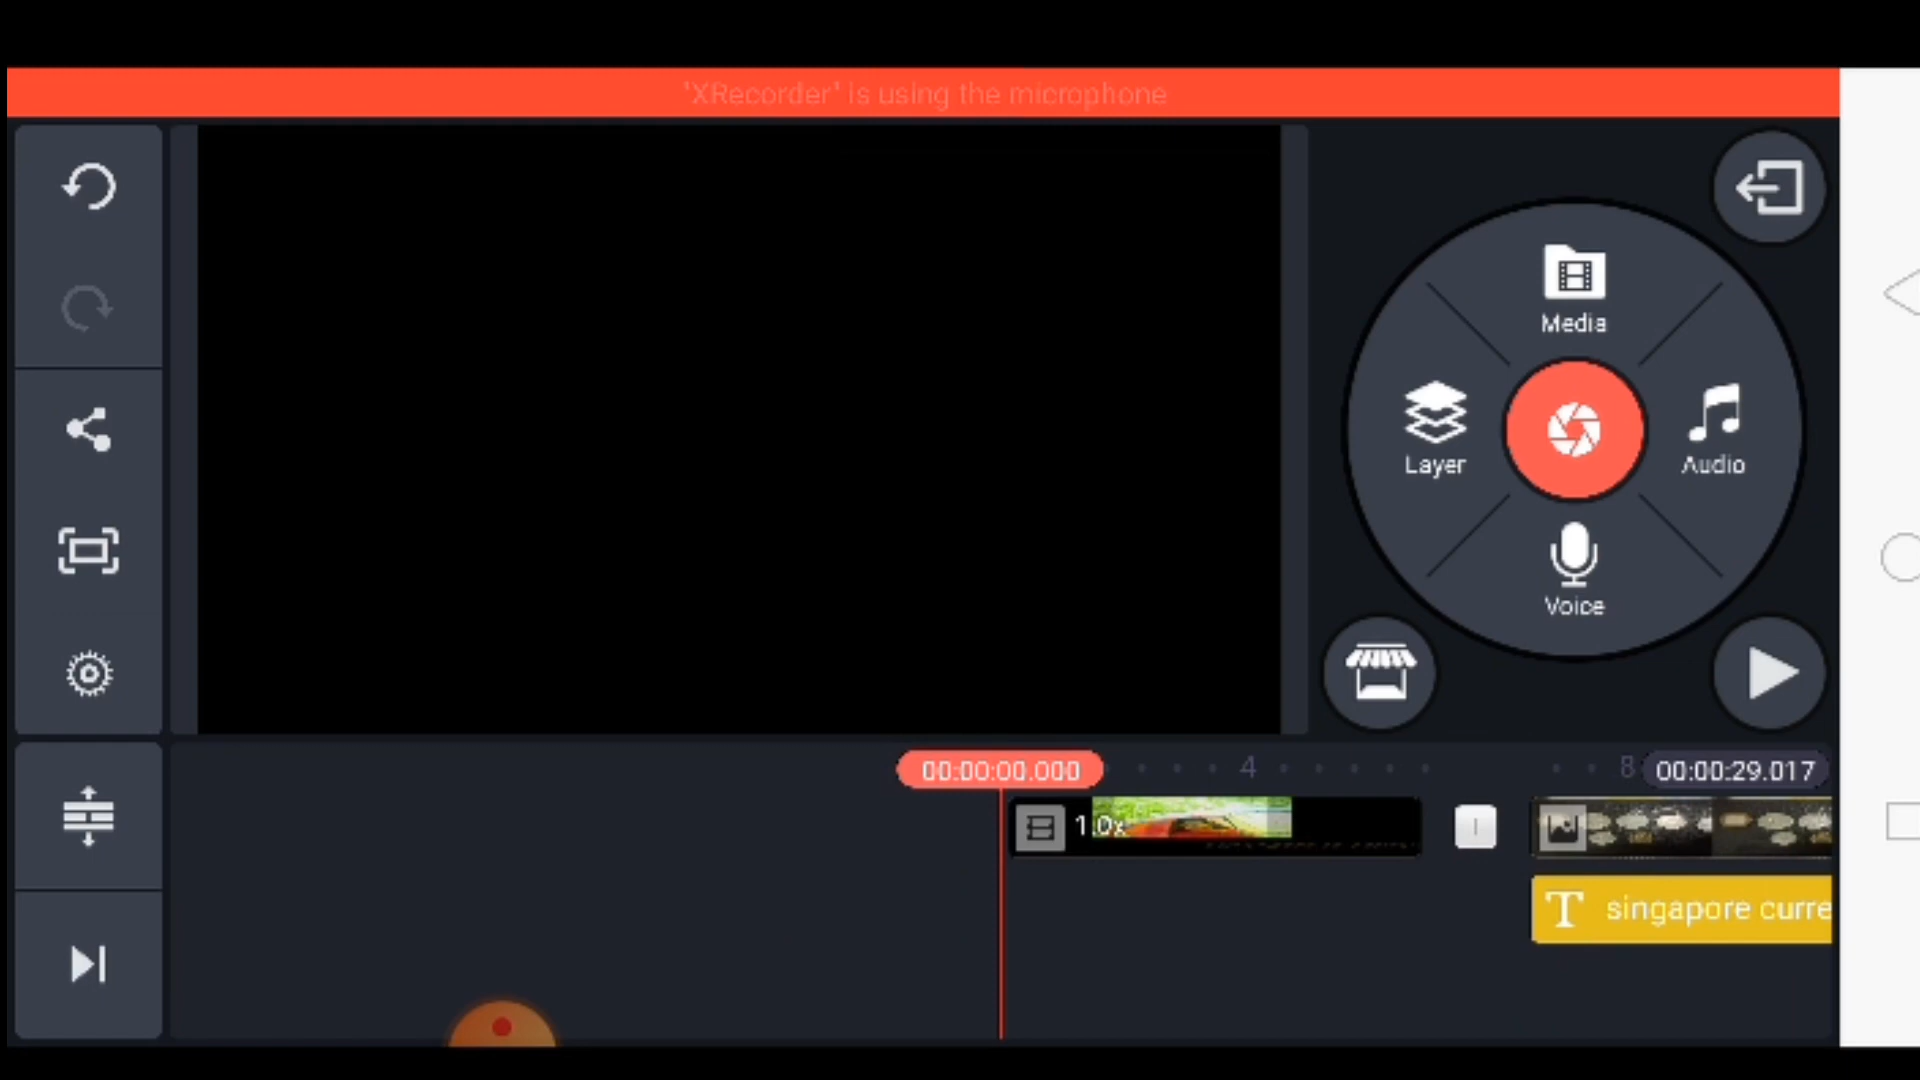 'XRecorder' is using the microphone
Media
Layer
Audio
Voice
00:00:00.000
4
8
00:00:29.017
1.0x
T singapore curre